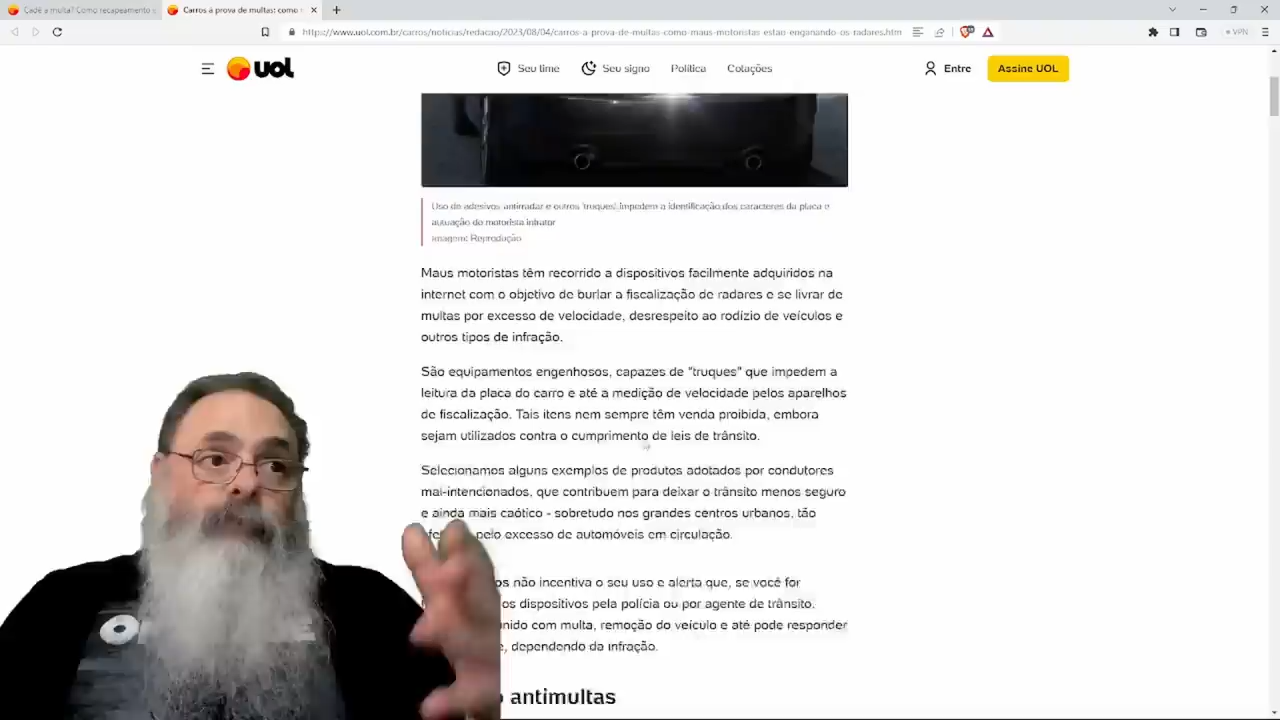 Cadê a multa? Como recapeamento
Carros à prova de multas: como
http://www.uol.com.br/carros/noticias/redacao/2023/08/04/carros-a-prova-de-multas-como-maus-motoristas-estao-enganando-os-radares.htm
VPN
UOL
Seu time
Seu signo
Política
Cotações
Entre
Assine UOL
Uso de adesivos antirradar e outros 'truques' impedem a identificação dos caracteres da placa e
autuação do motorista infrator
Imagem: Reprodução
Maus motoristas têm recorrido a dispositivos facilmente adquiridos na
internet com o objetivo de burlar a fiscalização de radares e se livrar de
multas por excesso de velocidade, desrespeito ao rodízio de veículos e
outros tipos de infração.
São equipamentos engenhosos, capazes de "truques" que impedem a
leitura da placa do carro e até a medição de velocidade pelos aparelhos
de fiscalização. Tais itens nem sempre têm venda proibida, embora
sejam utilizados contra o cumprimento de leis de trânsito.
Selecionamos alguns exemplos de produtos adotados por condutores
mal-intencionados, que contribuem para deixar o trânsito menos seguro
e ainda mais caótico - sobretudo nos grandes centros urbanos, tão
pelo excesso de automóveis em circulação.
os não incentiva o seu uso e alerta que, se você for
os dispositivos pela polícia ou por agente de trânsito.
nido com multa, remoção do veículo e até pode responder
, dependendo da infração.
antimultas